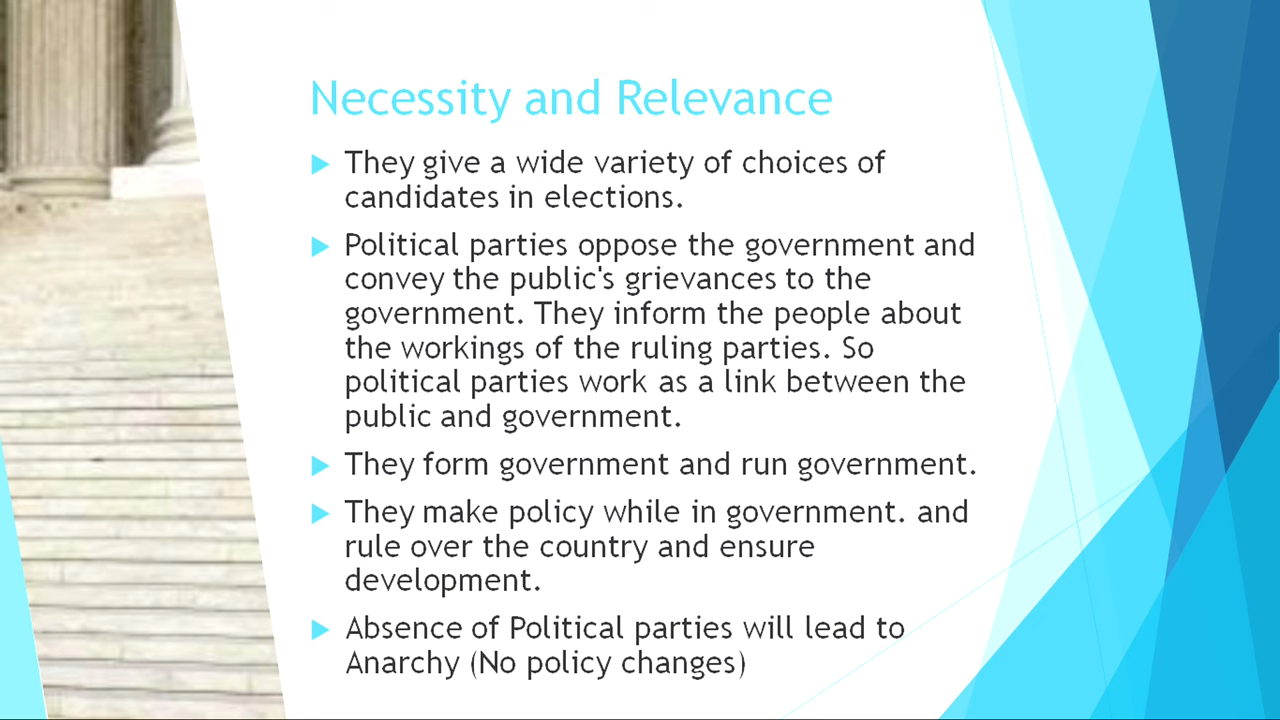 Necessity and Relevance
They give a wide variety of choices of
candidates in elections.
Political parties oppose the government and
convey the public's grievances to the
government. They inform the people about
the workings of the ruling parties. So
political parties work as a link between the
public and government.
They form government and run government.
They make policy while in government. and
rule over the country and ensure
development.
Absence of Political parties will lead to
Anarchy (No policy changes)